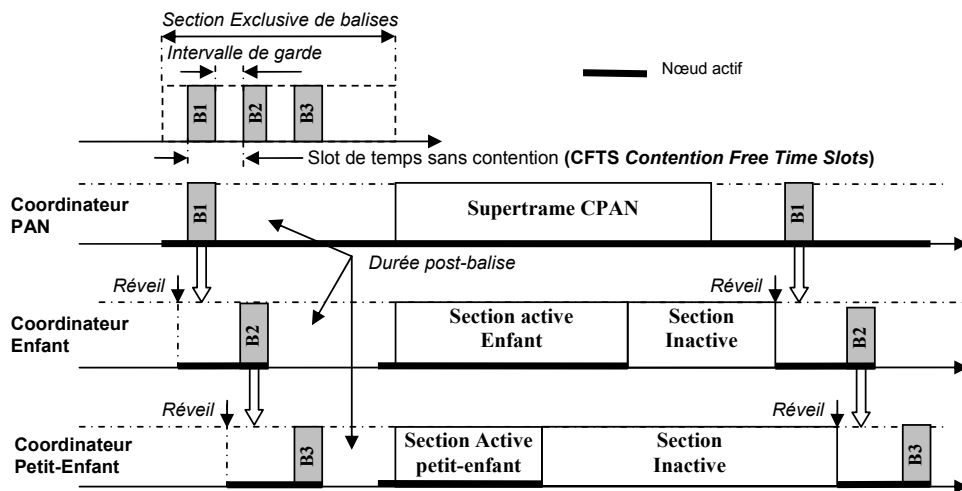 Section Exclusive de balises
Intervalle de garde
Nœud actif
B1
B2
B3
Slot de temps sans contention (CFTS Contention Free Time Slots)
Coordinateur
PAN
B1
Supertrame CPAN
B1
Durée post-balise
Réveil
Réveil
Coordinateur
Enfant
B2
Section active
Enfant
Section
Inactive
B2
Réveil
Réveil
Coordinateur
Petit-Enfant
B3
Section Active
petit-enfant
Section
Inactive
B3